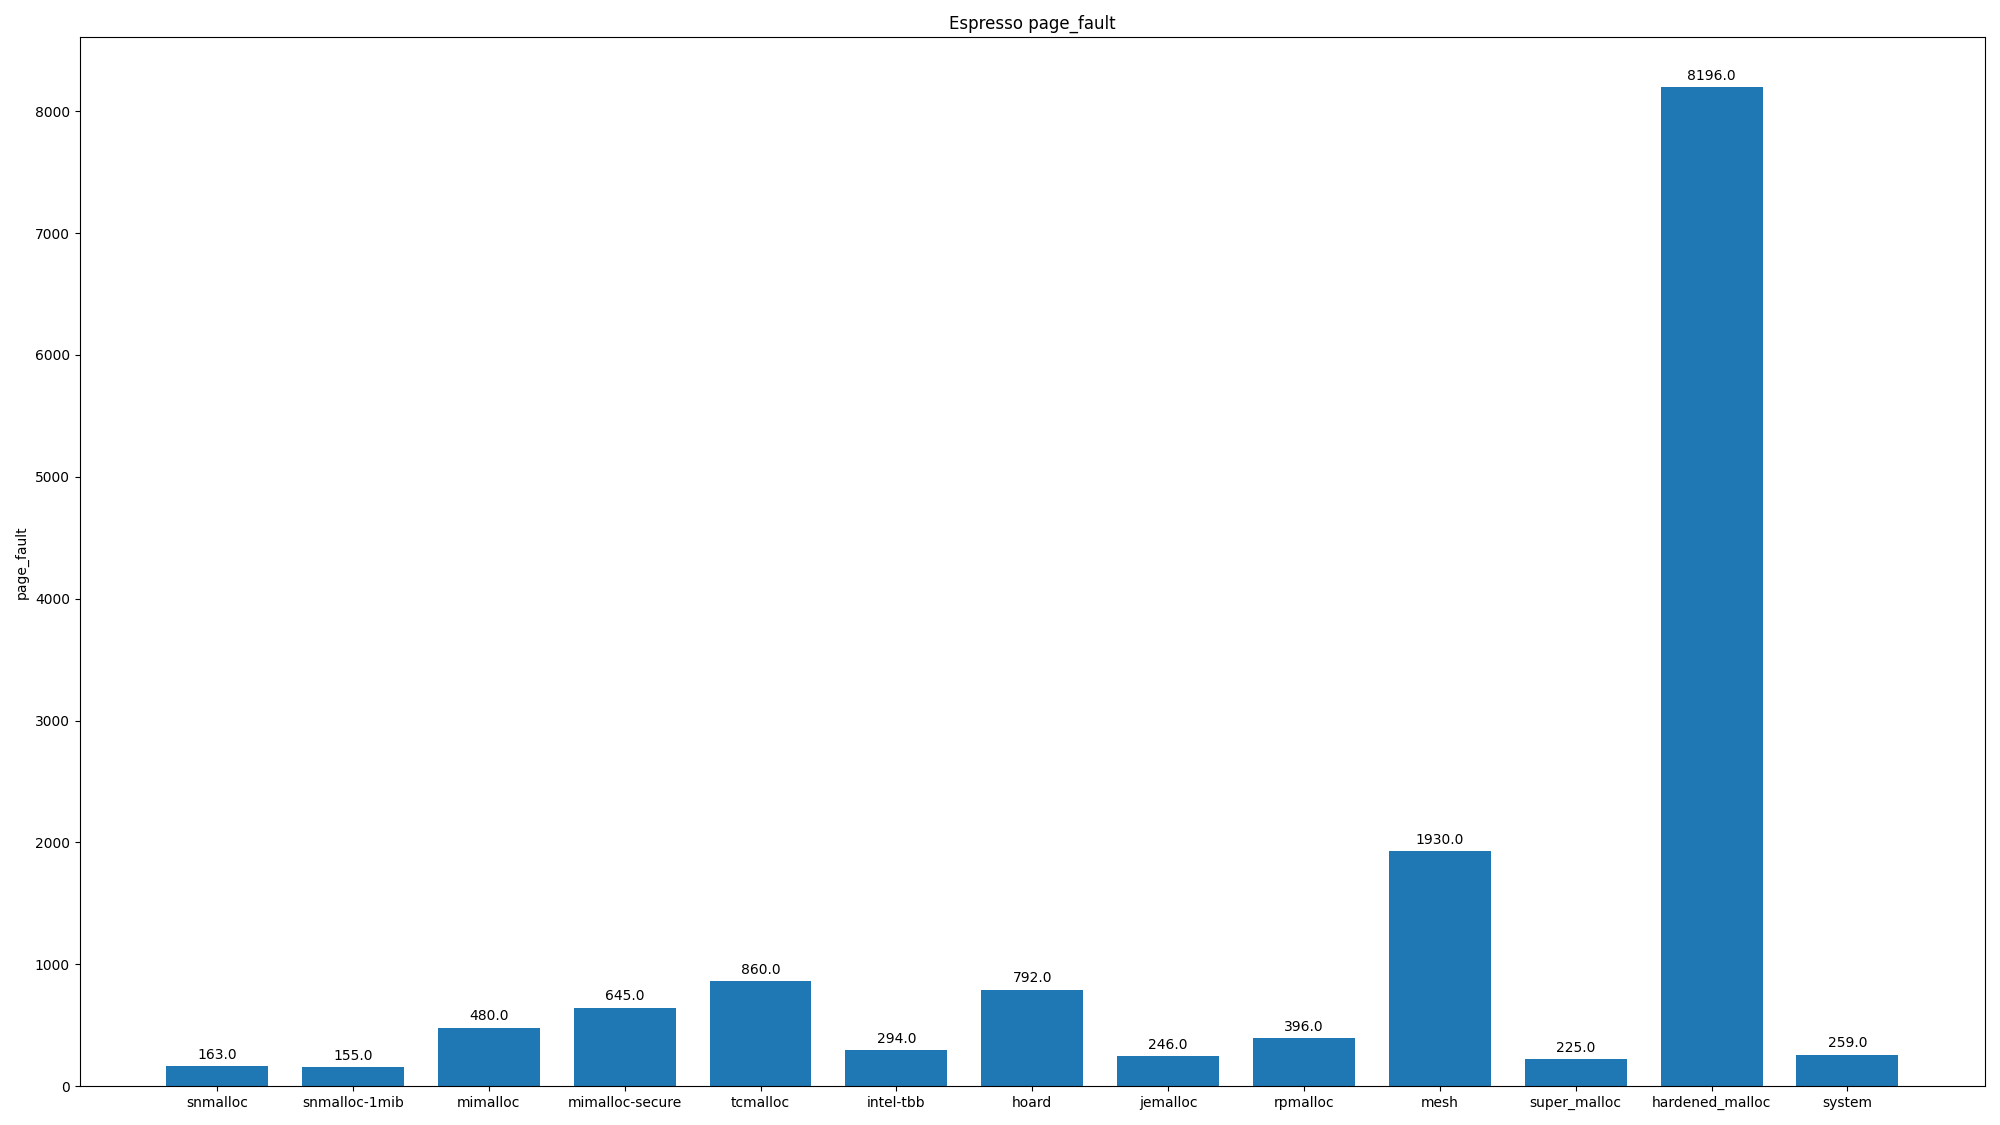 Espresso page_fault
page_fault
8000
7000
6000
5000
4000
3000
2000
1000
0
163.0
155.0
480.0
645.0
860.0
294.0
792.0
246.0
396.0
1930.0
225.0
8196.0
259.0
snmalloc
snmalloc-1mib
mimalloc
mimalloc-secure
tcmalloc
intel-tbb
hoard
jemalloc
rpmalloc
mesh
super_malloc
hardened_malloc
system